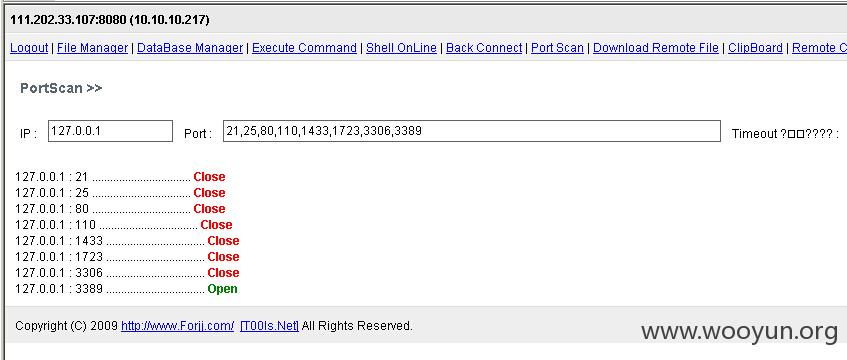 111.202.33.107:8080 (10.10.10.217)
Logout | File Manager | DataBase Manager | Execute Command | Shell OnLine | Back Connect | Port Scan | Download Remote File | ClipBoard | Remote C
PortScan >>
IP : 127.0.0.1 Port : 21,25,80,110,1433,1723,3306,3389 Timeout ?□□???? :
127.0.0.1 : 21 ................................. Close
127.0.0.1 : 25 ................................. Close
127.0.0.1 : 80 ................................. Close
127.0.0.1 : 110 ................................. Close
127.0.0.1 : 1433 ................................. Close
127.0.0.1 : 1723 ................................. Close
127.0.0.1 : 3306 ................................. Close
127.0.0.1 : 3389 ................................. Open
Copyright (C) 2009 http://www.Forjj.com/ [T00ls.Net] All Rights Reserved.
www.wooyun.org